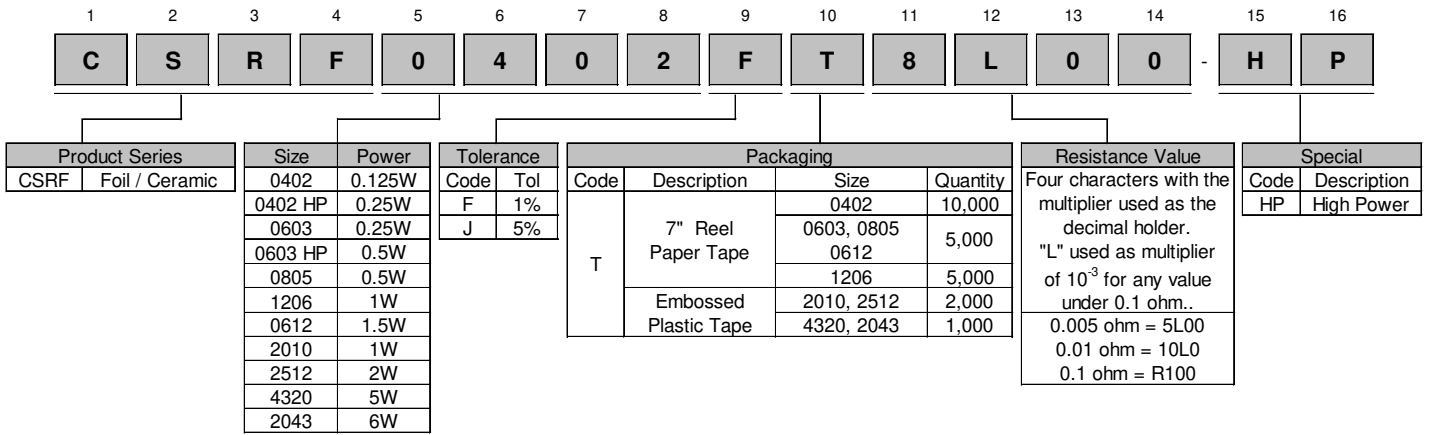 1 2 3 4 5 6 7 8 9 10 11 12 13 14 15 16
C S R F 0 4 0 2 F T 8 L 0 0 - H P
Product Series
CSRF Foil / Ceramic
Size Power
0402 0.125W
0402 HP 0.25W
0603 0.25W
0603 HP 0.5W
0805 0.5W
1206 1W
0612 1.5W
2010 1W
2512 2W
4320 5W
2043 6W
Tolerance
Code Tol
F 1%
J 5%
Packaging
Code Description Size Quantity
T
7" Reel
Paper Tape
0402 10,000
0603, 0805
0612
5,000
1206 5,000
Embossed
Plastic Tape
2010, 2512 2,000
4320, 2043 1,000
Resistance Value
Four characters with the
multiplier used as the
decimal holder.
"L" used as multiplier
of 10⁻³ for any value
under 0.1 ohm..
0.005 ohm = 5L00
0.01 ohm = 10L0
0.1 ohm = R100
Special
Code Description
HP High Power